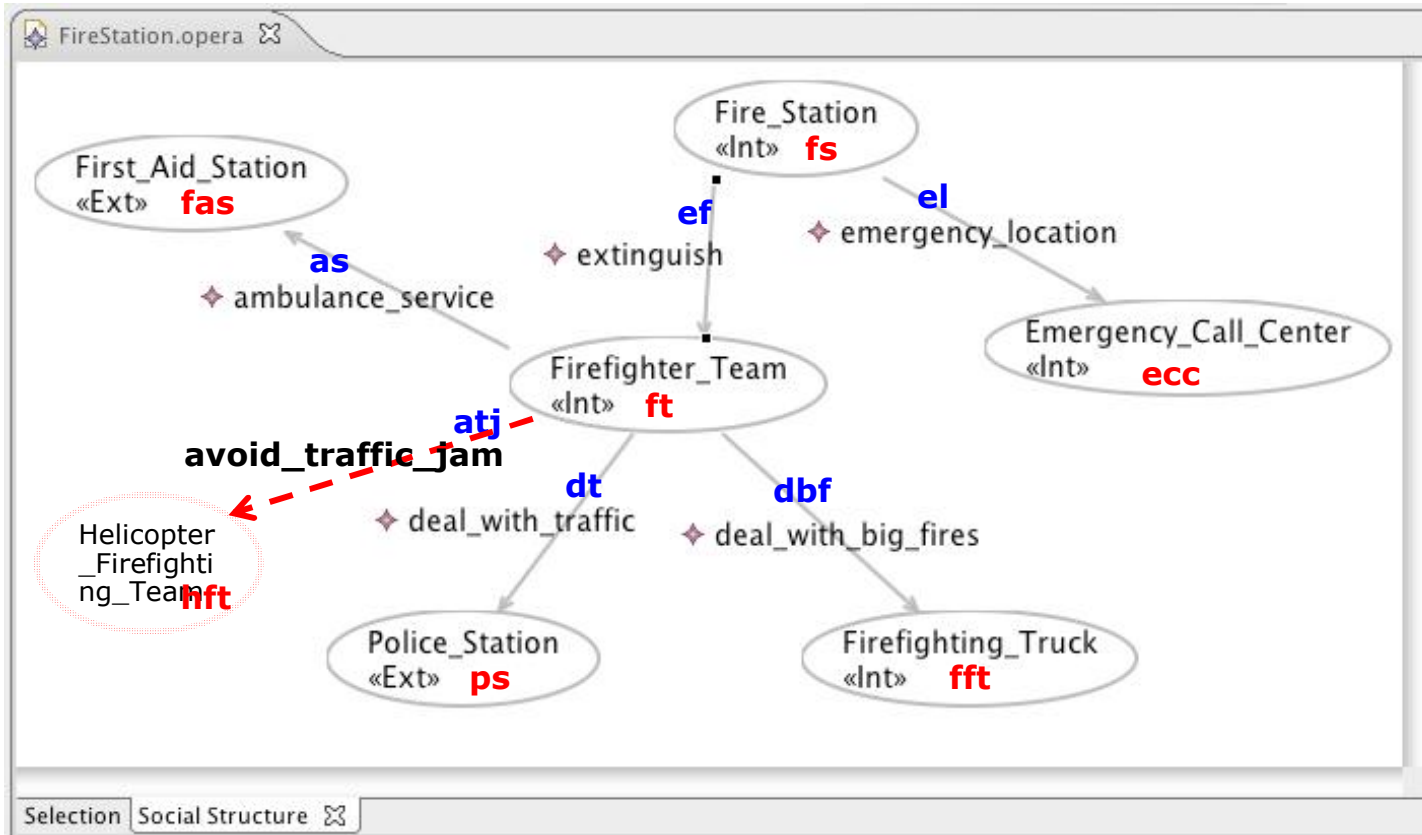 FireStation.opera
Fire_Station
«Int» fs
First_Aid_Station
«Ext» fas
ef
el
extinguish
emergency_location
as
ambulance_service
Emergency_Call_Center
«Int» ecc
Firefighter_Team
«Int» ft
atj
avoid_traffic_jam
dt
dbf
deal_with_traffic
deal_with_big_fires
Helicopter
_Firefighti
ng_Team
hft
Police_Station
«Ext» ps
Firefighting_Truck
«Int» fft
Selection Social Structure